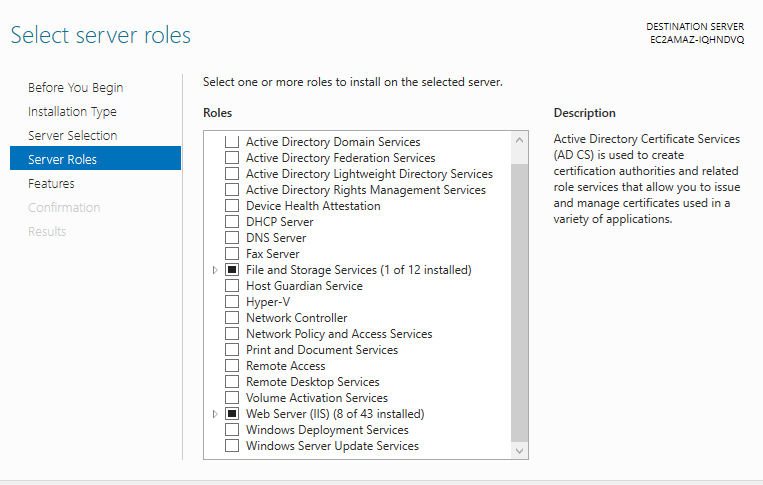 Select server roles
DESTINATION SERVER
EC2AMAZ-IQHNDVQ
Before You Begin
Installation Type
Server Selection
Server Roles
Features
Confirmation
Results
Select one or more roles to install on the selected server.
Roles
Active Directory Domain Services
Active Directory Federation Services
Active Directory Lightweight Directory Services
Active Directory Rights Management Services
Device Health Attestation
DHCP Server
DNS Server
Fax Server
File and Storage Services (1 of 12 installed)
Host Guardian Service
Hyper-V
Network Controller
Network Policy and Access Services
Print and Document Services
Remote Access
Remote Desktop Services
Volume Activation Services
Web Server (IIS) (8 of 43 installed)
Windows Deployment Services
Windows Server Update Services
Description
Active Directory Certificate Services
(AD CS) is used to create
certification authorities and related
role services that allow you to issue
and manage certificates used in a
variety of applications.